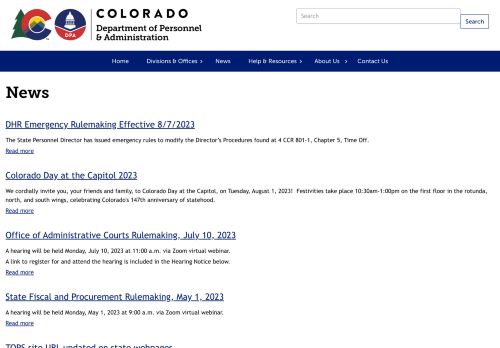 COLORADO
Department of Personnel
& Administration
DPA
Search
Search
Home Divisions & Offices News Help & Resources About Us Contact Us
News
DHR Emergency Rulemaking Effective 8/7/2023
The State Personnel Director has issued emergency rules to modify the Director's Procedures found at 4 CCR 801-1, Chapter 5, Time Off.
Read more
Colorado Day at the Capitol 2023
We cordially invite you, your friends and family, to Colorado Day at the Capitol, on Tuesday, August 1, 2023! Festivities take place 10:30am-1:00pm on the first floor in the rotunda,
north, and south wings, celebrating Colorado's 147th anniversary of statehood.
Read more
Office of Administrative Courts Rulemaking, July 10, 2023
A hearing will be held Monday, July 10, 2023 at 11:00 a.m. via Zoom virtual webinar.
A link to register for and attend the hearing is included in the Hearing Notice below.
Read more
State Fiscal and Procurement Rulemaking, May 1, 2023
A hearing will be held Monday, May 1, 2023 at 9:00 a.m. via Zoom virtual webinar.
Read more
TOPS site URL updated on state webpages